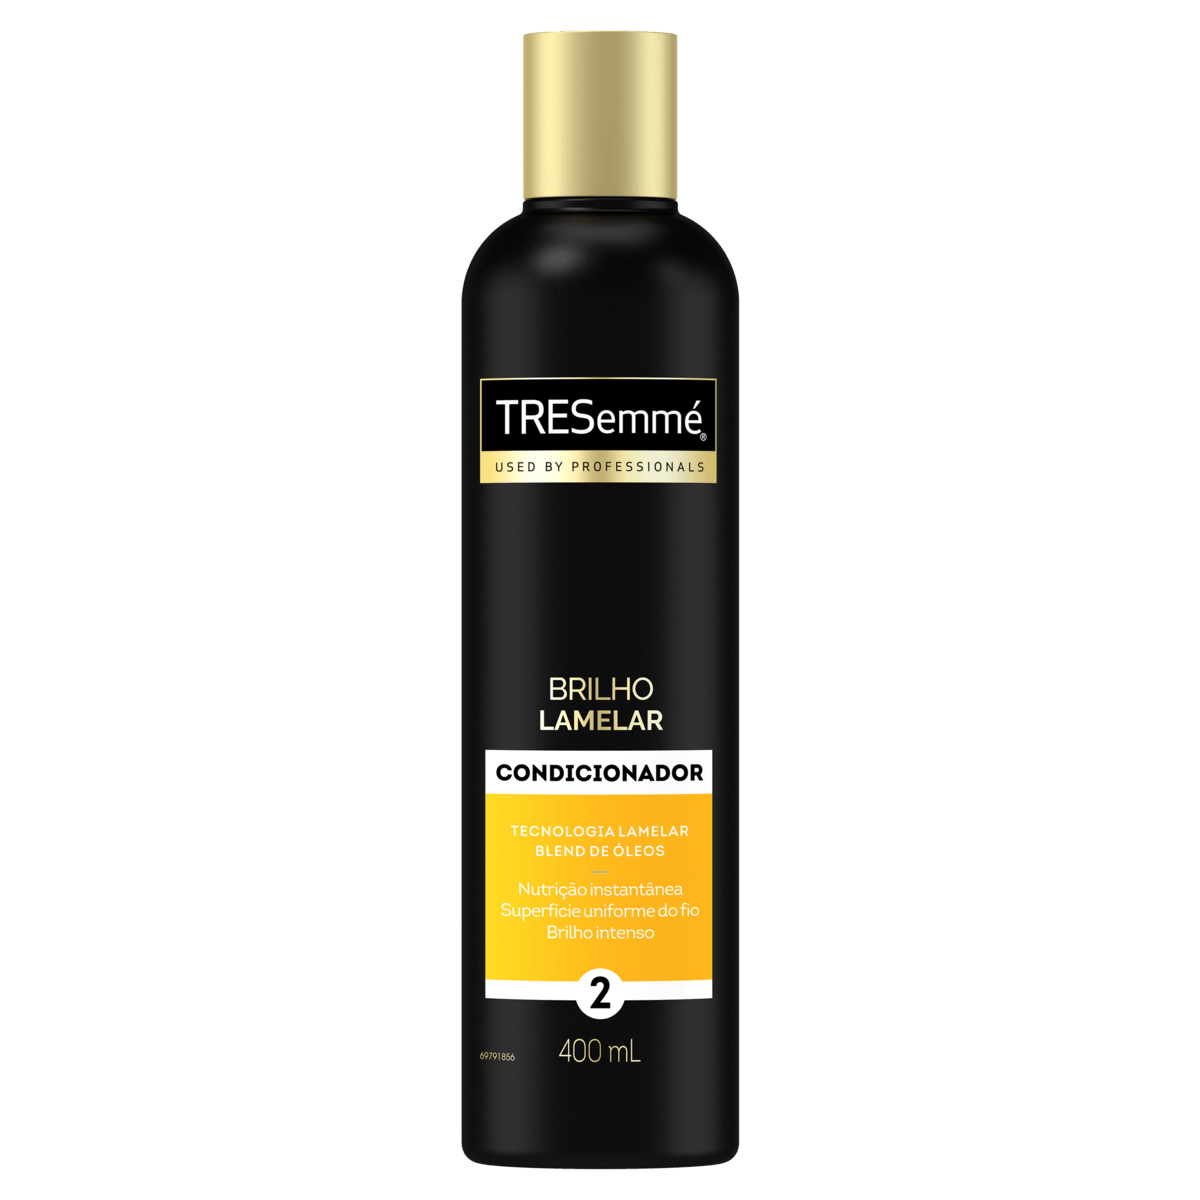 TRESemmé®
USED BY PROFESSIONALS
BRILHO
LAMELAR
CONDICIONADOR
TECNOLOGIA LAMELAR
BLEND DE ÓLEOS
Nutrição instantânea
Superfície uniforme do fio
Brilho intenso
2
69791856
400 mL